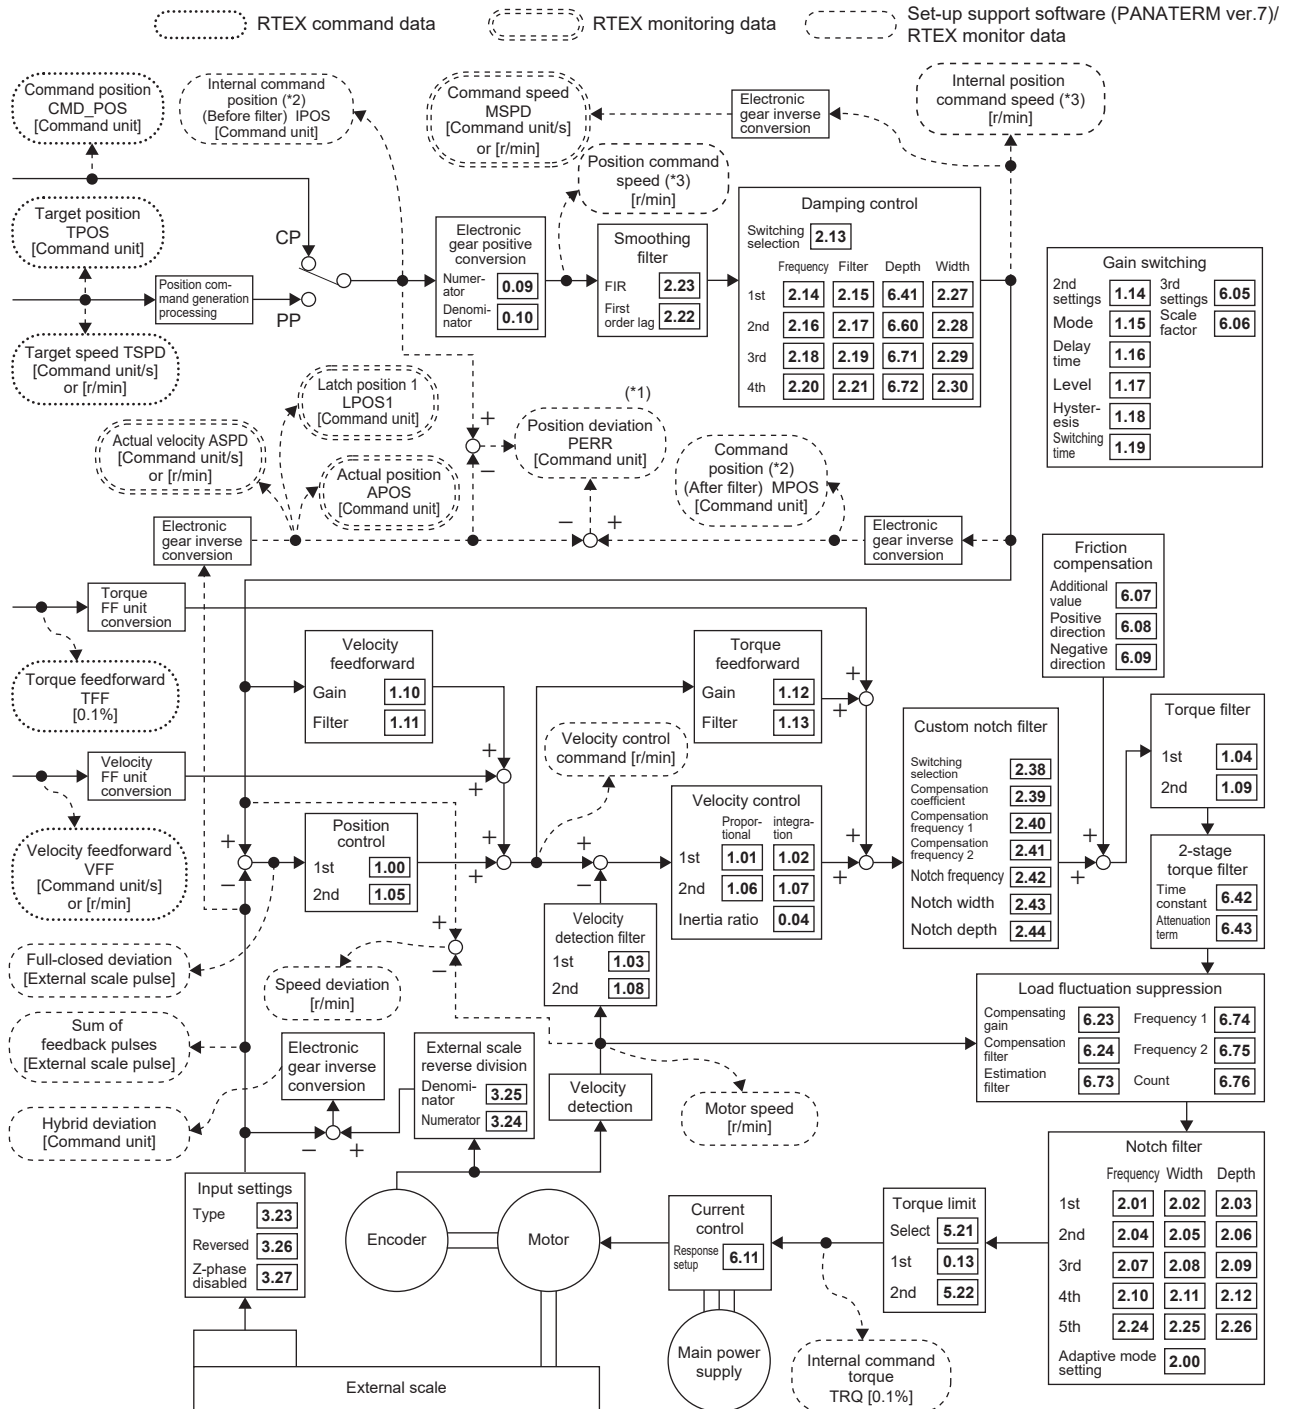 RTEX command data
RTEX monitoring data
Set-up support software (PANATERM ver.7)/
RTEX monitor data
Command position
CMD_POS
[Command unit]
Internal command
position (*2)
(Before filter) IPOS
[Command unit]
Command speed
MSPD
[Command unit/s]
or [r/min]
Electronic
gear inverse
conversion
Internal position
command speed (*3)
[r/min]
Position command
speed (*3)
[r/min]
Target position
TPOS
[Command unit]
CP
PP
Position com-
mand generation
processing
Target speed TSPD
[Command unit/s]
or [r/min]
Electronic
gear positive
conversion
Numer-
ator
0.09
Denomi-
nator
0.10
Smoothing
filter
FIR
2.23
First
order lag
2.22
Damping control
Switching
selection
2.13
Frequency Filter Depth Width
1st 2.14 2.15 6.41 2.27
2nd 2.16 2.17 6.60 2.28
3rd 2.18 2.19 6.71 2.29
4th 2.20 2.21 6.72 2.30
Gain switching
2nd
settings
1.14
3rd
settings
6.05
Mode
1.15
Scale
factor
6.06
Delay
time
1.16
Level
1.17
Hyster-
esis
1.18
Switching
time
1.19
Latch position 1
LPOS1
[Command unit]
Actual velocity ASPD
[Command unit/s]
or [r/min]
Actual position
APOS
[Command unit]
+
−
(*1)
Position deviation
PERR
[Command unit]
Command
position (*2)
(After filter) MPOS
[Command unit]
Electronic
gear inverse
conversion
− +
Electronic
gear inverse
conversion
Friction
compensation
Additional
value
6.07
Positive
direction
6.08
Negative
direction
6.09
Torque
FF unit
conversion
Torque feedforward
TFF
[0.1%]
Velocity
feedforward
Gain
1.10
Filter
1.11
Torque
feedforward
Gain
1.12
Filter
1.13
+
+
Velocity
FF unit
conversion
Velocity feedforward
VFF
[Command unit/s]
or [r/min]
+
+
Velocity control
command [r/min]
Custom notch filter
Switching
selection
2.38
Compensation
coefficient
2.39
Compensation
frequency 1
2.40
Compensation
frequency 2
2.41
Notch frequency
2.42
Notch width
2.43
Notch depth
2.44
Torque filter
1st 1.04
2nd 1.09
+
+
+
−
Position
control
1st 1.00
2nd 1.05
+
+
+
−
Velocity control
Propor-
tional
integra-
tion
1st 1.01 1.02
2nd 1.06 1.07
Inertia ratio 0.04
+
+
2-stage
torque filter
Time
constant
6.42
Attenuation
term
6.43
Velocity
detection filter
1st 1.03
2nd 1.08
+
−
Full-closed deviation
[External scale pulse]
Speed deviation
[r/min]
Sum of
feedback pulses
[External scale pulse]
Hybrid deviation
[Command unit]
Electronic
gear inverse
conversion
− +
External scale
reverse division
Denomi-
nator
3.25
Numerator 3.24
Velocity
detection
Motor speed
[r/min]
Load fluctuation suppression
Compensating
gain
6.23
Frequency 1 6.74
Compensation
filter
6.24
Frequency 2 6.75
Estimation
filter
6.73
Count 6.76
Notch filter
Frequency Width Depth
1st 2.01 2.02 2.03
2nd 2.04 2.05 2.06
3rd 2.07 2.08 2.09
4th 2.10 2.11 2.12
5th 2.24 2.25 2.26
Adaptive mode
setting
2.00
Input settings
Type 3.23
Reversed 3.26
Z-phase
disabled
3.27
Encoder
Motor
Current
control
Response
setup
6.11
Torque limit
Select 5.21
1st 0.13
2nd 5.22
Main power
supply
Internal command
torque
TRQ [0.1%]
External scale